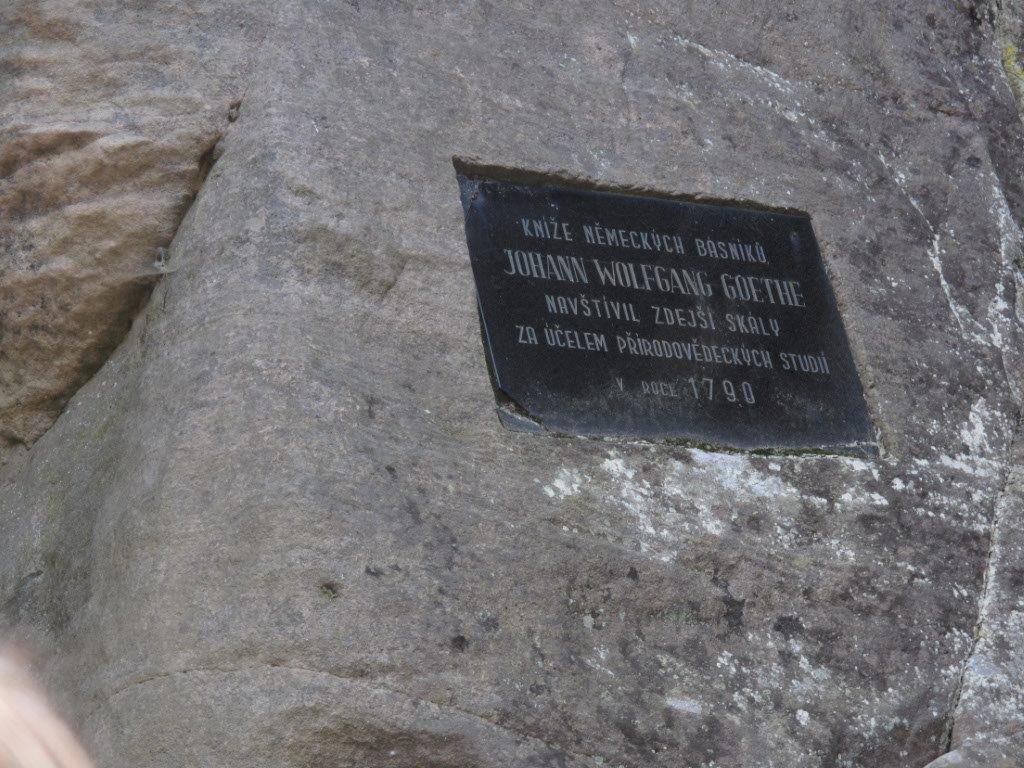 KNÍŽE NĚMECKÝCH BÁSNÍKŮ
JOHANN WOLFGANG GOETHE
NAVŠTÍVIL ZDEJŠÍ SKÁLY
ZA ÚČELEM PŘÍRODOVĚDECKÝCH STUDIÍ
V ROCE 1790